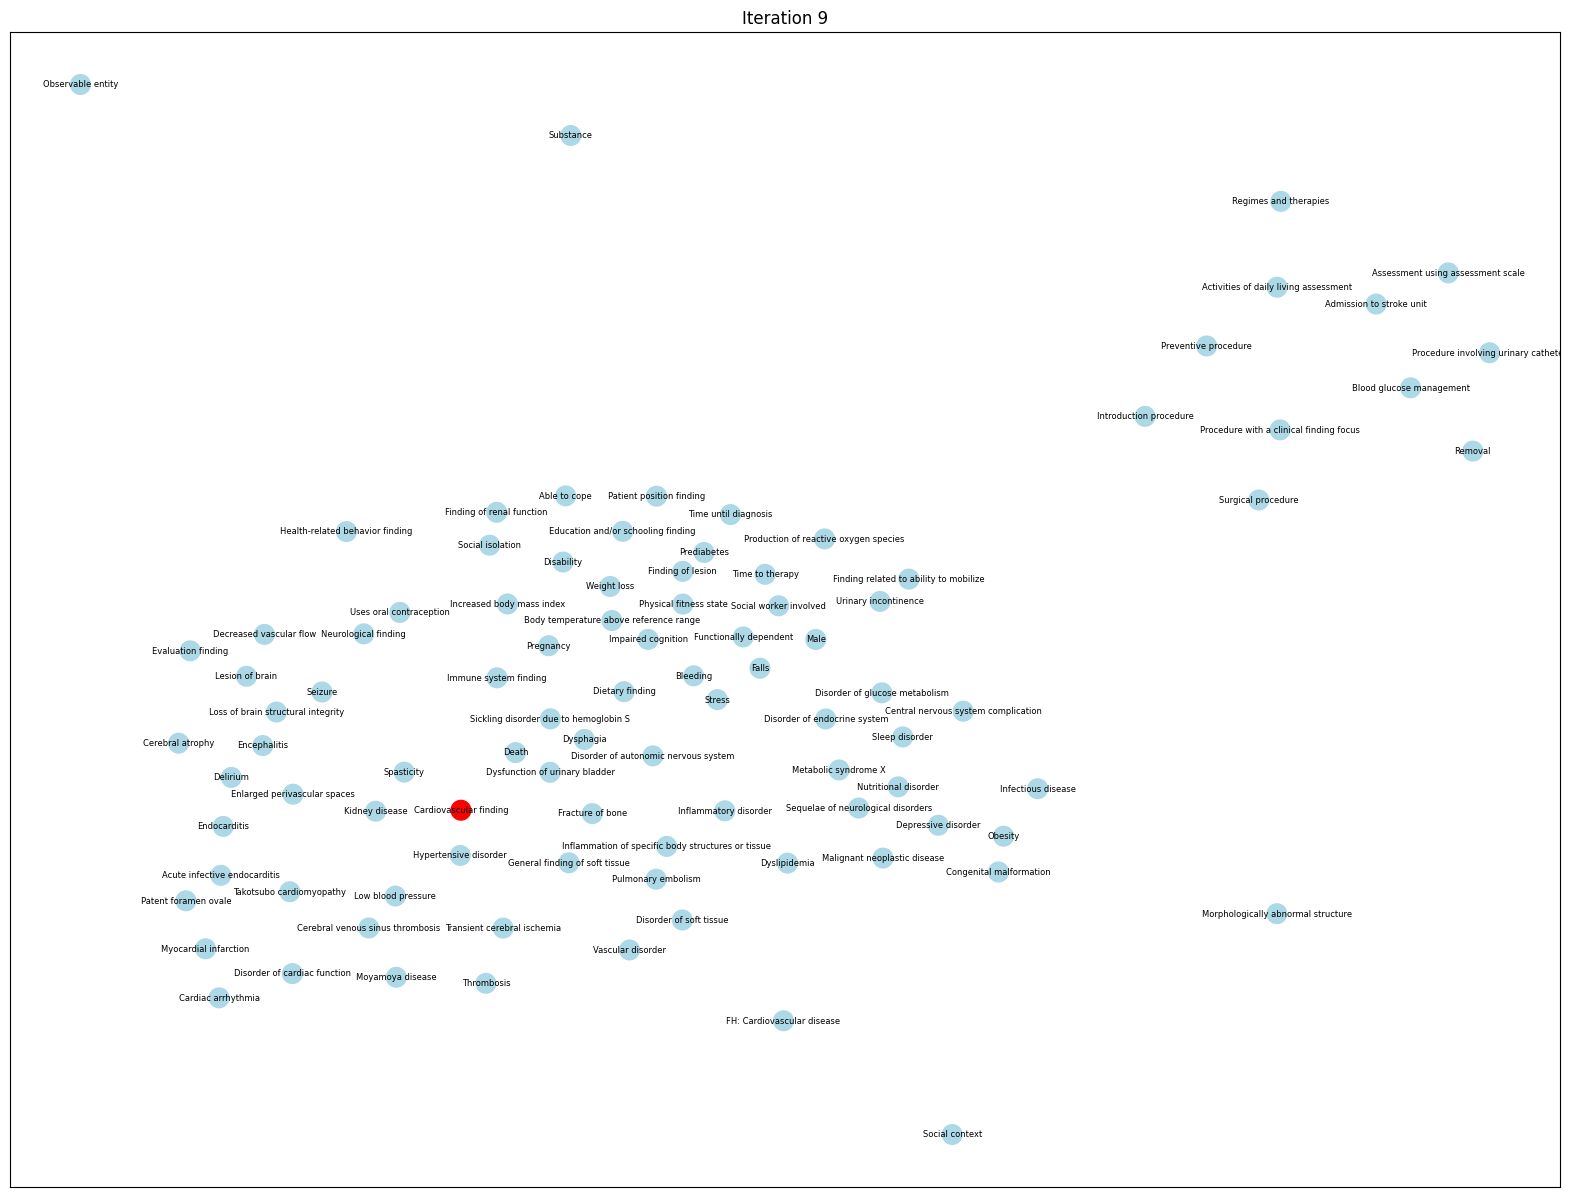 Iteration 9
Observable entity
Substance
Regimes and therapies
Assessment using assessment scale
Activities of daily living assessment
Admission to stroke unit
Preventive procedure
Procedure involving urinary cathete
Blood glucose management
Introduction procedure
Procedure with a clinical finding focus
Removal
Surgical procedure
Able to cope
Patient position finding
Finding of renal function
Time until diagnosis
Health-related behavior finding
Education and/or schooling finding
Production of reactive oxygen species
Social isolation
Prediabetes
Disability
Finding of lesion
Time to therapy
Finding related to ability to mobilize
Weight loss
Urinary incontinence
Increased body mass index
Physical fitness state
Social worker involved
Uses oral contraception
Body temperature above reference range
Decreased vascular flow
Neurological finding
Impaired cognition
Functionally dependent
Male
Pregnancy
Evaluation finding
Falls
Lesion of brain
Immune system finding
Bleeding
Seizure
Dietary finding
Disorder of glucose metabolism
Stress
Loss of brain structural integrity
Central nervous system complication
Sickling disorder due to hemoglobin S
Disorder of endocrine system
Sleep disorder
Cerebral atrophy
Encephalitis
Dysphagia
Death
Disorder of autonomic nervous system
Delirium
Spasticity
Dysfunction of urinary bladder
Metabolic syndrome X
Nutritional disorder
Infectious disease
Enlarged perivascular spaces
Sequelae of neurological disorders
Kidney disease
Cardiovascular finding
Fracture of bone
Inflammatory disorder
Endocarditis
Depressive disorder
Obesity
Inflammation of specific body structures or tissue
Hypertensive disorder
Malignant neoplastic disease
General finding of soft tissue
Dyslipidemia
Congenital malformation
Acute infective endocarditis
Pulmonary embolism
Takotsubo cardiomyopathy
Low blood pressure
Patent foramen ovale
Morphologically abnormal structure
Disorder of soft tissue
Cerebral venous sinus thrombosis
Transient cerebral ischemia
Myocardial infarction
Vascular disorder
Disorder of cardiac function
Moyamoya disease
Thrombosis
Cardiac arrhythmia
FH: Cardiovascular disease
Social context